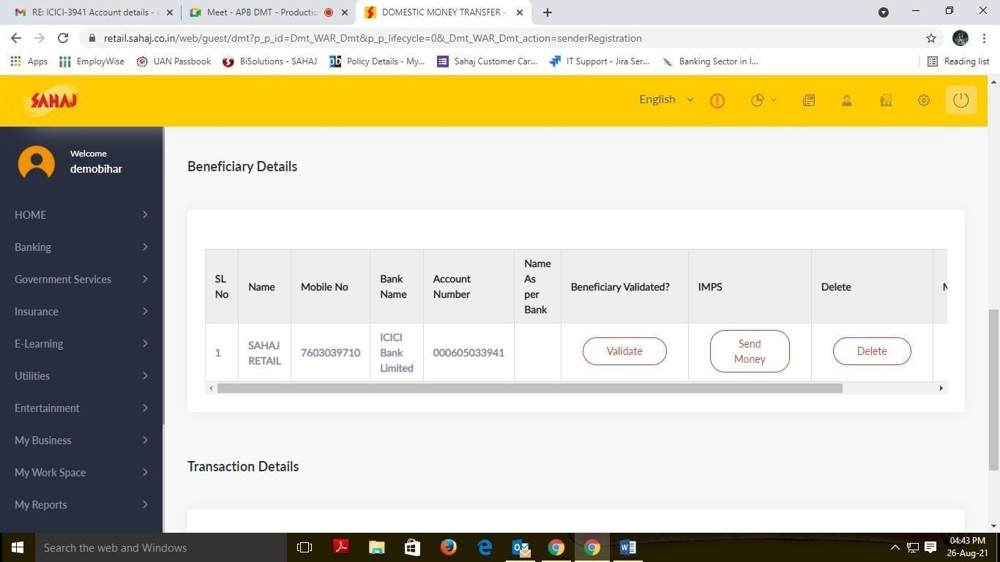 RE: ICICI-3941 Account details -
Meet - APB DMT - Productio
DOMESTIC MONEY TRANSFER -
retail.sahaj.co.in/web/guest/dmt?p_p_id=Dmt_WAR_Dmt&p_p_lifecycle=0&_Dmt_WAR_Dmt_action=senderRegistration
Apps
EmployWise
UAN Passbook
BiSolutions - SAHAJ
Policy Details - My...
Sahaj Customer Car...
IT Support - Jira Ser...
Banking Sector in I...
Reading list
SAHAJ
English
Welcome
demobihar
HOME
Banking
Government Services
Insurance
E-Learning
Utilities
Entertainment
My Business
My Work Space
My Reports
Beneficiary Details
SL
No
Name
Mobile No
Bank
Name
Account
Number
Name
As
per
Bank
Beneficiary Validated?
IMPS
Delete
1
SAHAJ
RETAIL
7603039710
ICICI
Bank
Limited
000605033941
Validate
Send
Money
Delete
Transaction Details
Search the web and Windows
04:43 PM
26-Aug-21